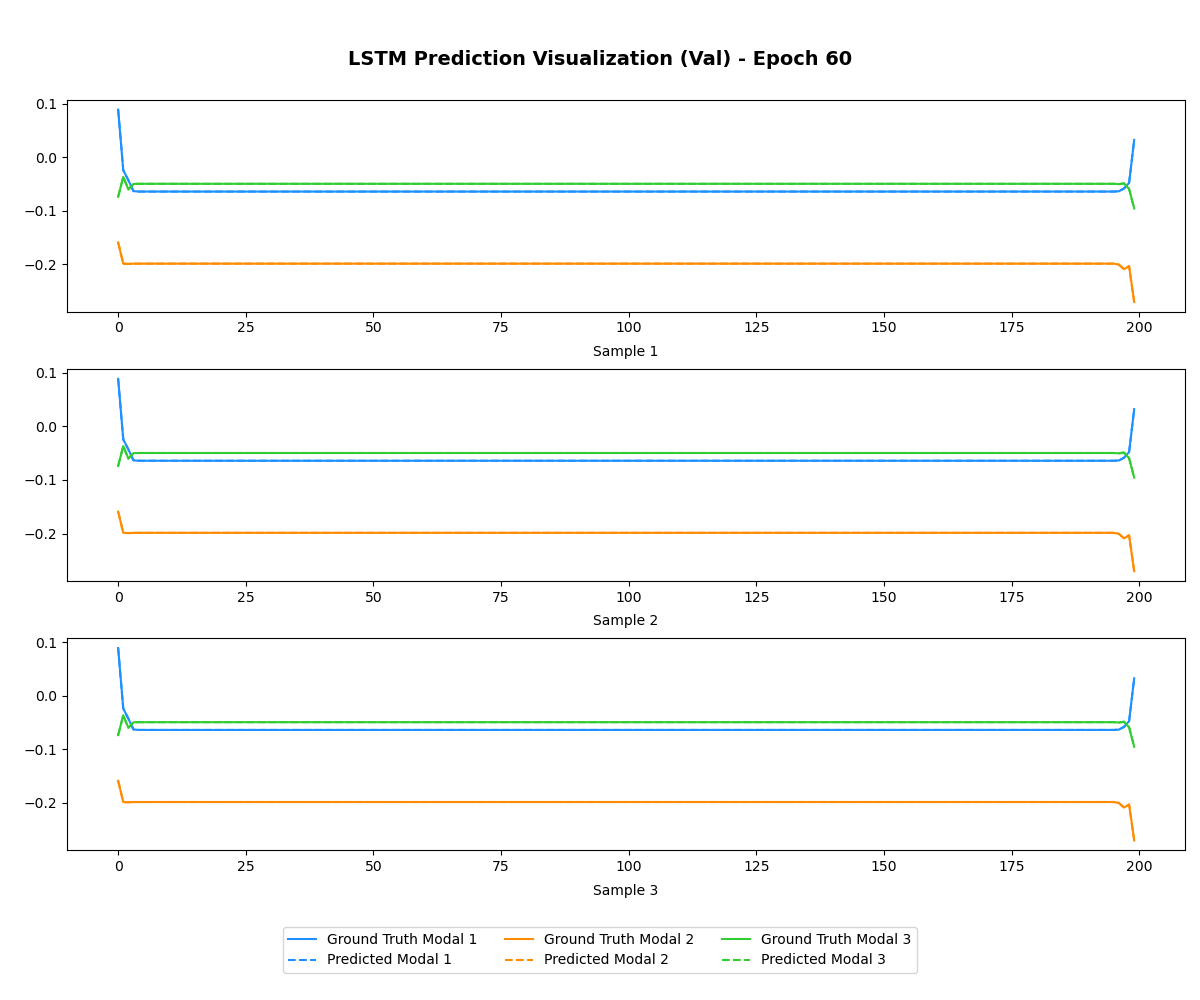 LSTM Prediction Visualization (Val) - Epoch 60
0.1
0.0
−0.1
−0.2
0 25 50 75 100 125 150 175 200
Sample 1
0.1
0.0
−0.1
−0.2
0 25 50 75 100 125 150 175 200
Sample 2
0.1
0.0
−0.1
−0.2
0 25 50 75 100 125 150 175 200
Sample 3
Ground Truth Modal 1 Ground Truth Modal 2 Ground Truth Modal 3
Predicted Modal 1 Predicted Modal 2 Predicted Modal 3